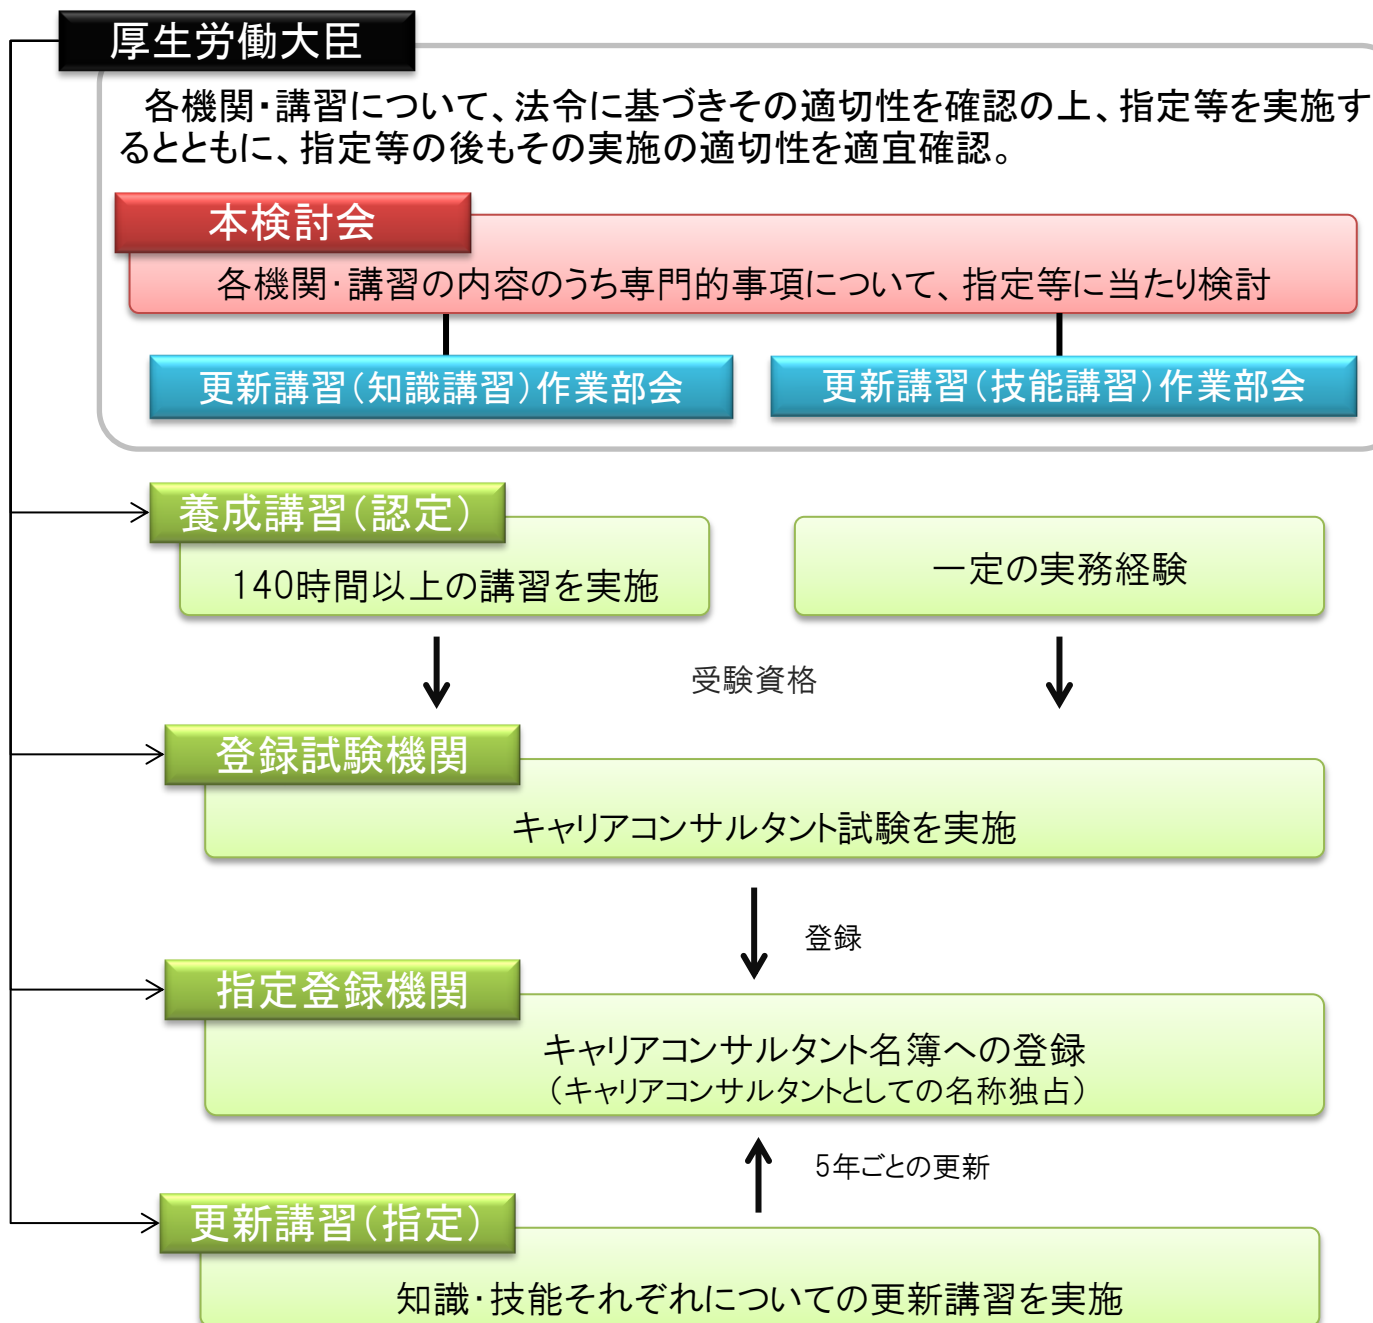 厚生労働大臣
各機関・講習について、法令に基づきその適切性を確認の上、指定等を実施す
るとともに、指定等の後もその実施の適切性を適宜確認。
本検討会
各機関・講習の内容のうち専門的事項について、指定等に当たり検討
更新講習(知識講習)作業部会
更新講習(技能講習)作業部会
養成講習(認定)
140時間以上の講習を実施
一定の実務経験
受験資格
登録試験機関
キャリアコンサルタント試験を実施
登録
指定登録機関
キャリアコンサルタント名簿への登録
(キャリアコンサルタントとしての名称独占)
5年ごとの更新
更新講習(指定)
知識・技能それぞれについての更新講習を実施